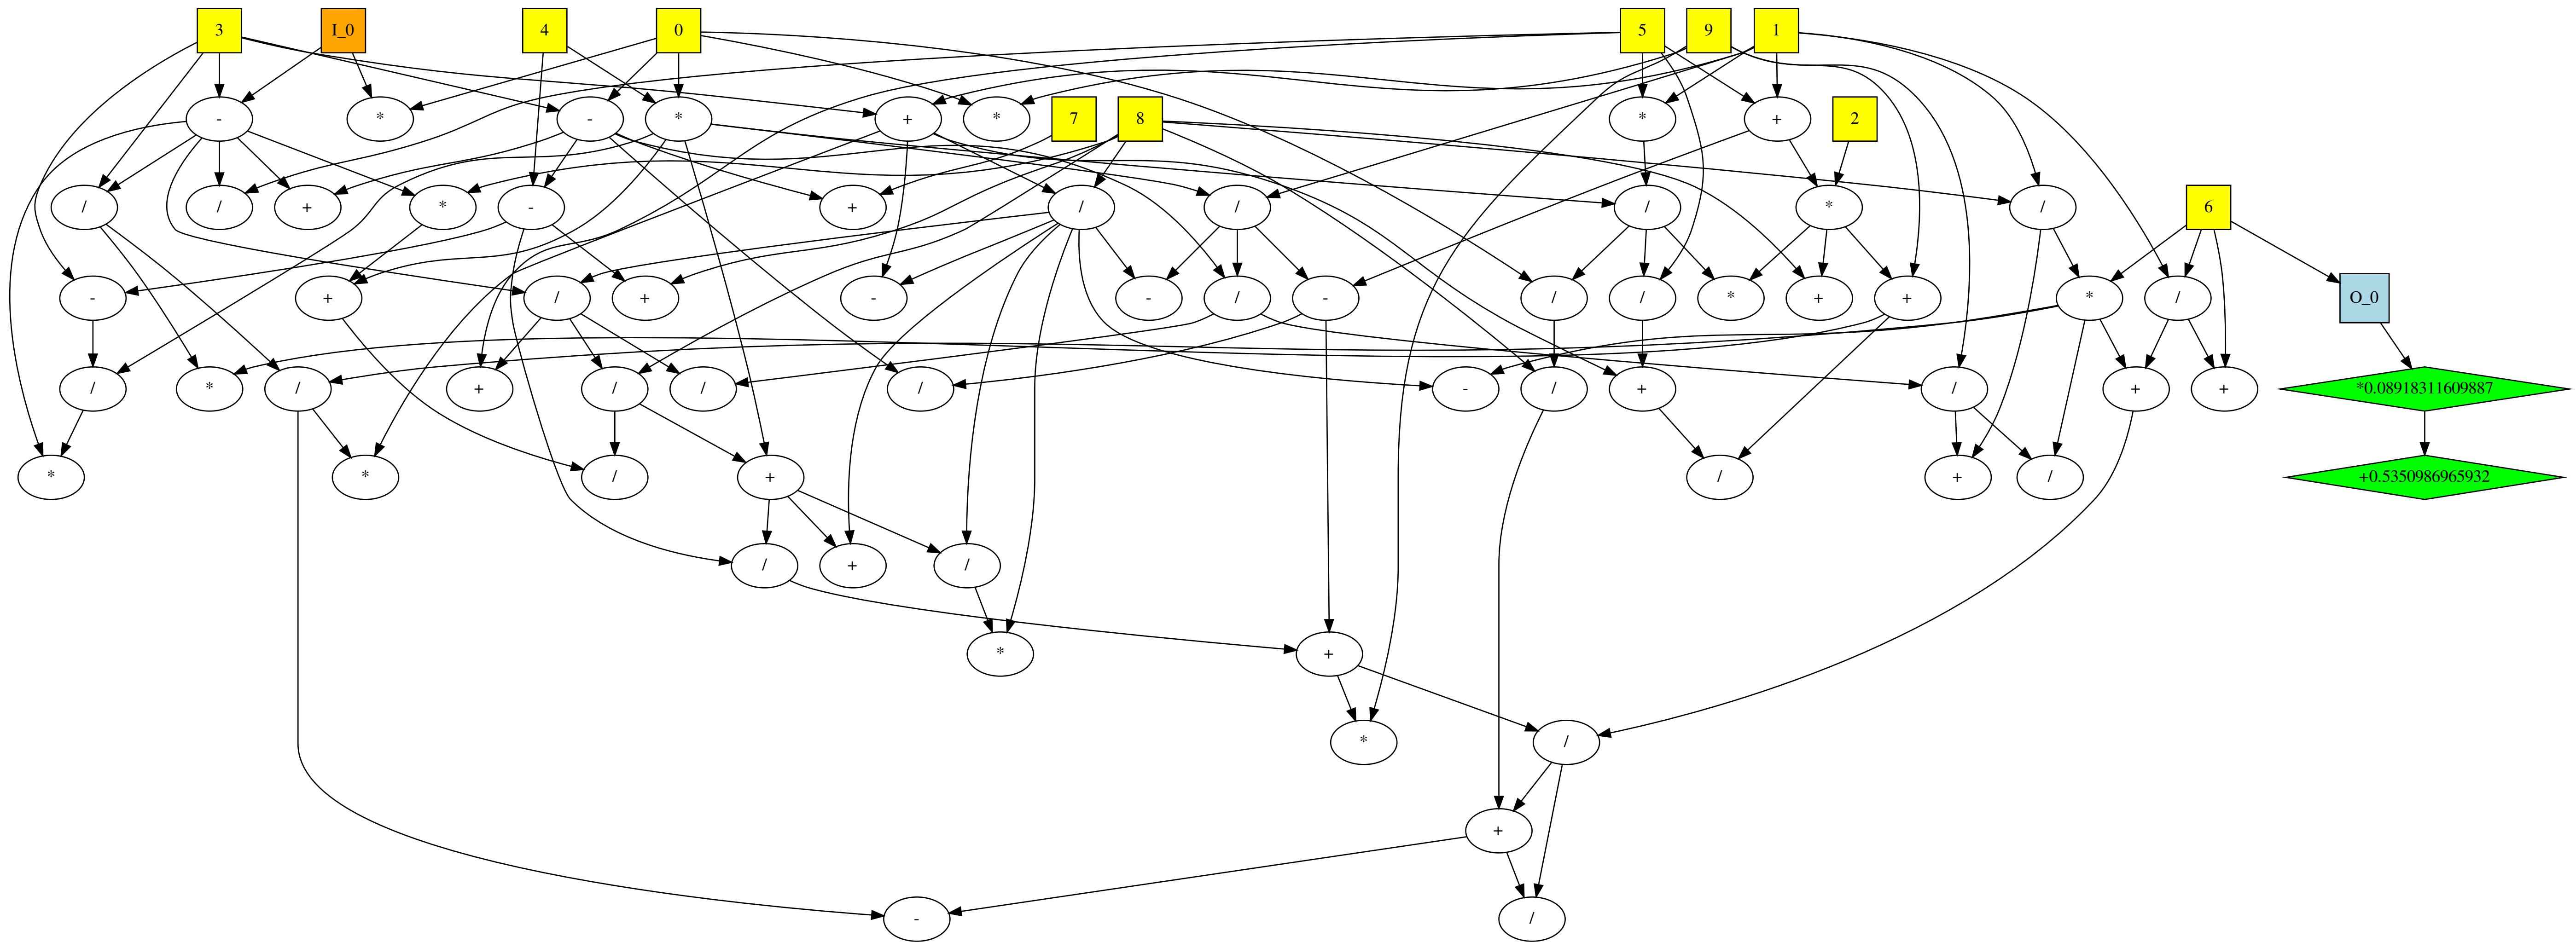 3 I_0 4 0 5 9 1
- * - * + * 7 8 * + 2
/ / + * - + / / / * / 6
- + / + - - / - / / * + + * / O_0
/ * / + / / / - / + / + + *0.08918311609887
* * / + / + / +0.5350986965932
/ + /
* +
* /
+
- /